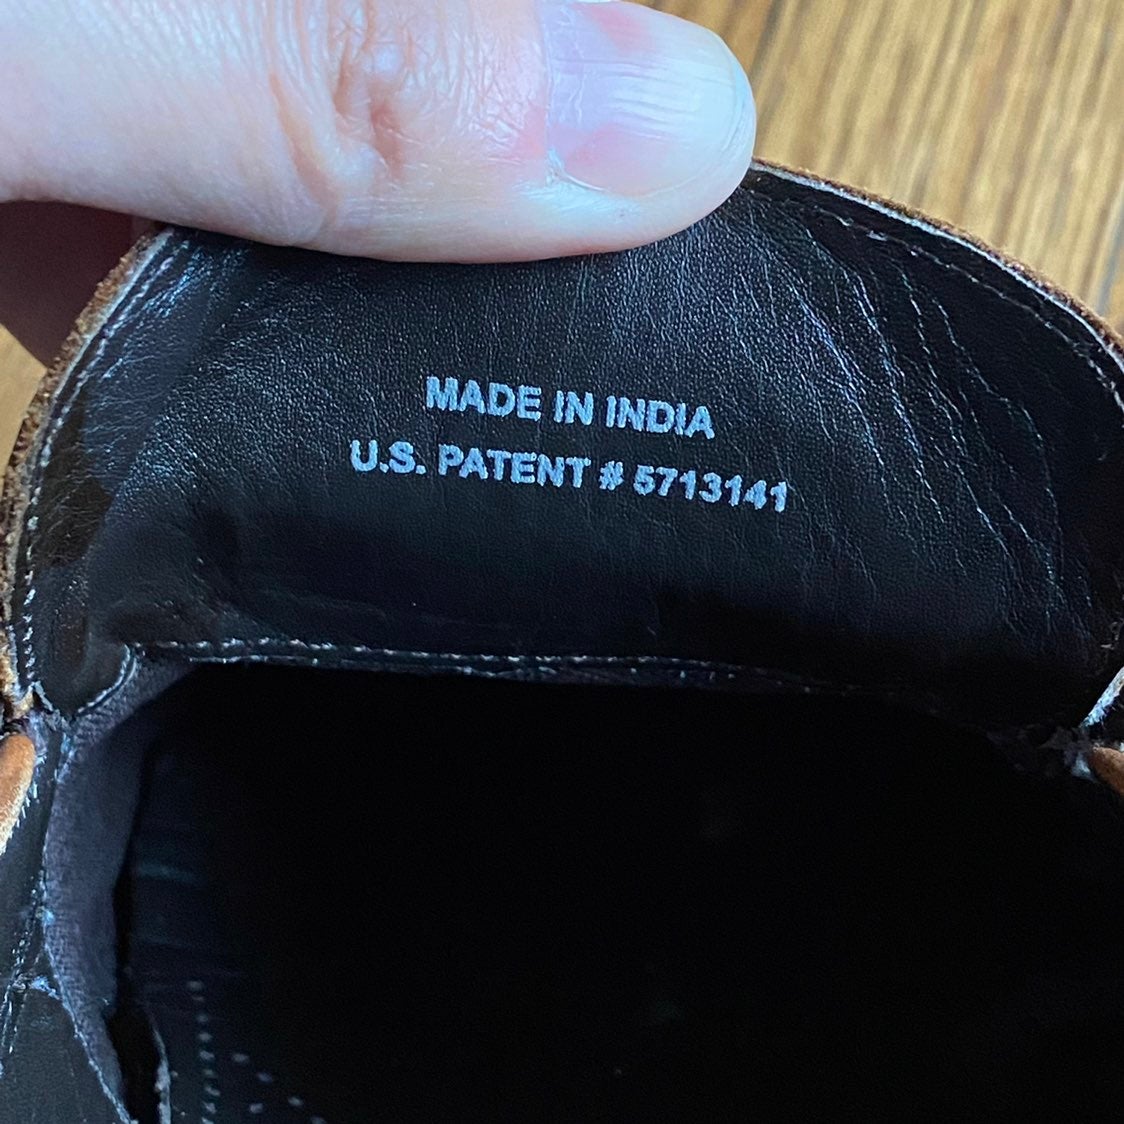 MADE IN INDIA
U.S. PATENT # 5713141